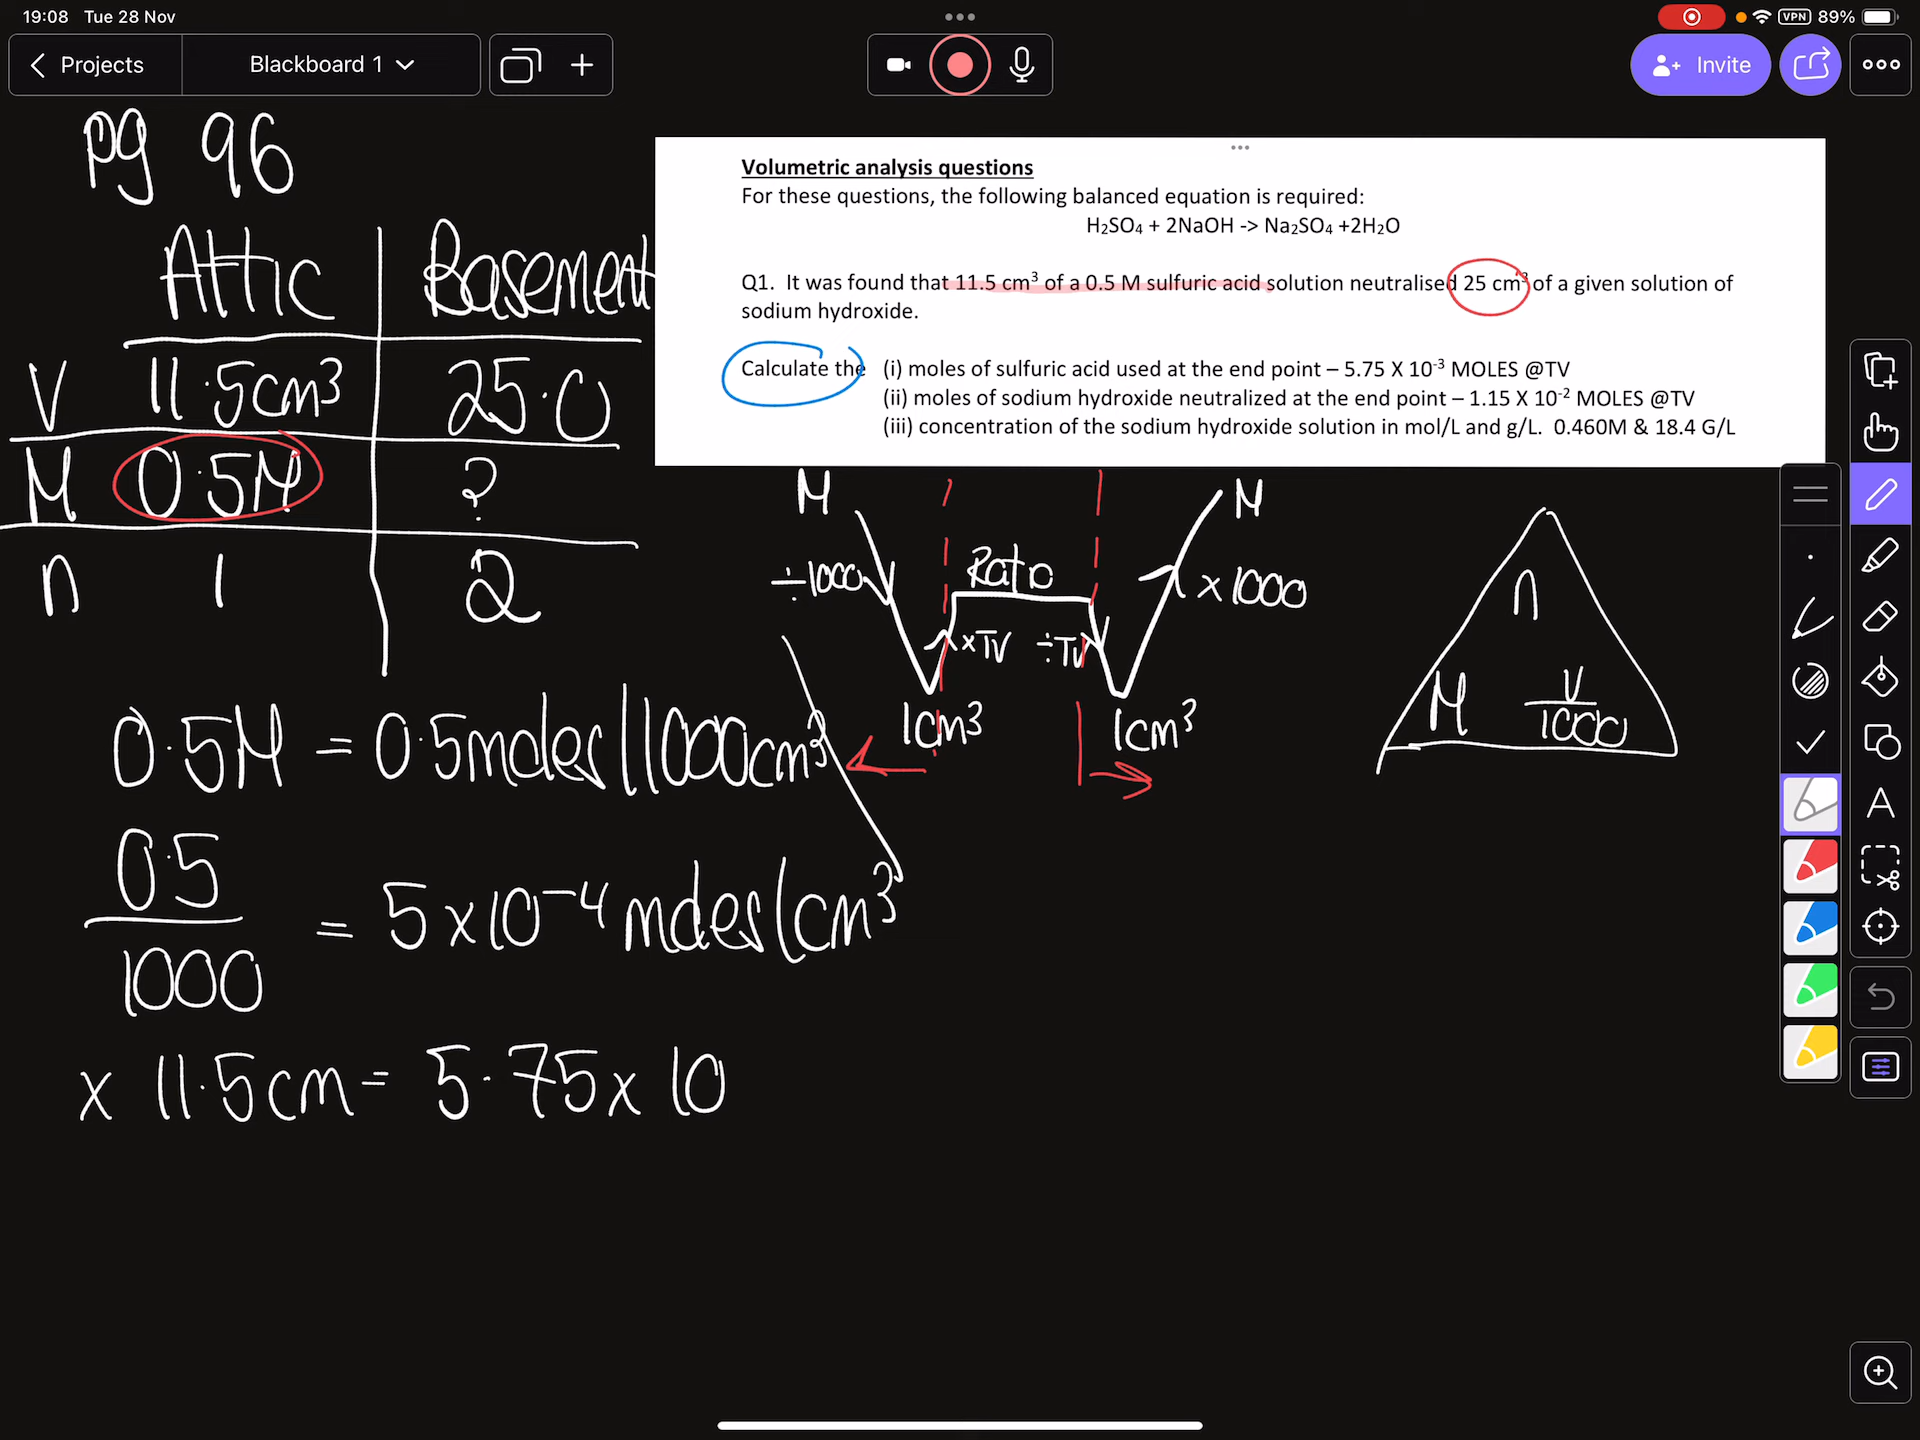 19:08 Tue 28 Nov
VPN 89%
Projects
Blackboard 1
Invite
pg 96
Attic Basement
V 11.5cm³ 25.0
M 0.5M ?
n 1 2
Volumetric analysis questions
For these questions, the following balanced equation is required:
H₂SO₄ + 2NaOH -> Na₂SO₄ +2H₂O
Q1. It was found that 11.5 cm³ of a 0.5 M sulfuric acid solution neutralised 25 cm³ of a given solution of
sodium hydroxide.
Calculate the (i) moles of sulfuric acid used at the end point – 5.75 X 10⁻³ MOLES @TV
(ii) moles of sodium hydroxide neutralized at the end point – 1.15 X 10⁻² MOLES @TV
(iii) concentration of the sodium hydroxide solution in mol/L and g/L. 0.460M & 18.4 G/L
M M
÷1000 Ratio x 1000
xTV ÷TV
1cm³ 1cm³
n
M V/1000
0.5M = 0.5moles|1000cm³
0.5/1000 = 5x10⁻⁴ moles|cm³
x 11.5cm = 5.75x 10
A